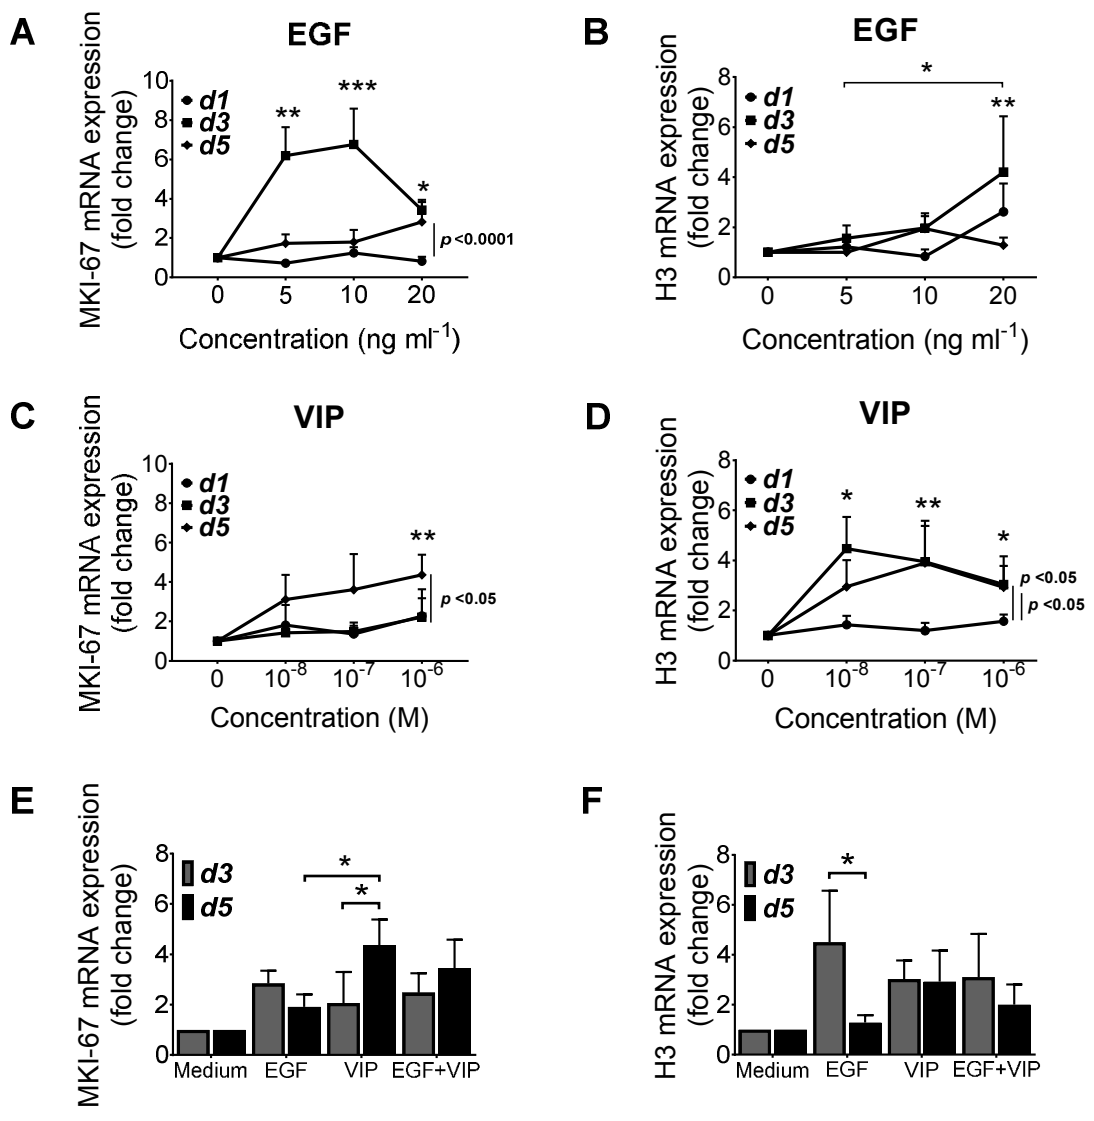 A
EGF
MKI-67 mRNA expression
(fold change)
10
8
6
4
2
0
d1
d3
d5
**
***
*
p <0.0001
0 5 10 20
Concentration (ng ml-1)
B
EGF
H3 mRNA expression
(fold change)
8
6
4
2
0
d1
d3
d5
*
**
0 5 10 20
Concentration (ng ml-1)
C
VIP
MKI-67 mRNA expression
(fold change)
10
8
6
4
2
0
d1
d3
d5
**
p <0.05
0 10-8 10-7 10-6
Concentration (M)
D
VIP
H3 mRNA expression
(fold change)
8
6
4
2
0
d1
d3
d5
*
**
*
p <0.05
p <0.05
0 10-8 10-7 10-6
Concentration (M)
E
MKI-67 mRNA expression
(fold change)
8
6
4
2
0
d3
d5
*
*
Medium EGF VIP EGF+VIP
F
H3 mRNA expression
(fold change)
8
6
4
2
0
d3
d5
*
Medium EGF VIP EGF+VIP